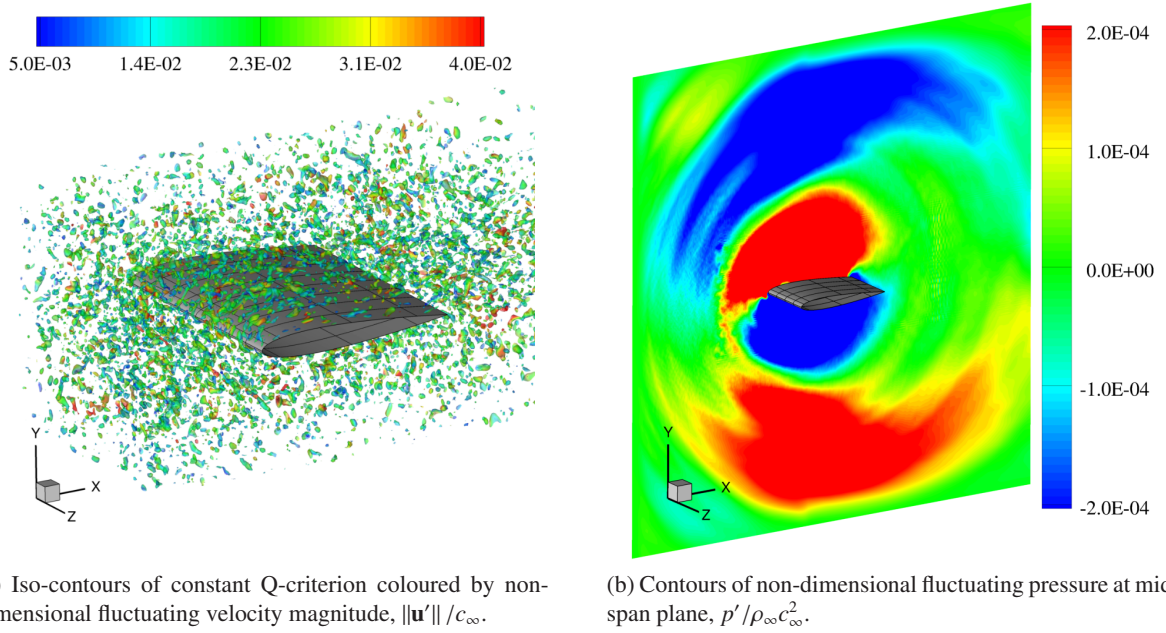 5.0E-03 1.4E-02 2.3E-02 3.1E-02 4.0E-02
Y
X
Z
) Iso-contours of constant Q-criterion coloured by non-
mensional fluctuating velocity magnitude, ‖u′‖ /c∞.
2.0E-04
1.0E-04
0.0E+00
-1.0E-04
-2.0E-04
Y
X
Z
(b) Contours of non-dimensional fluctuating pressure at mid
span plane, p′/ρ∞c²∞.